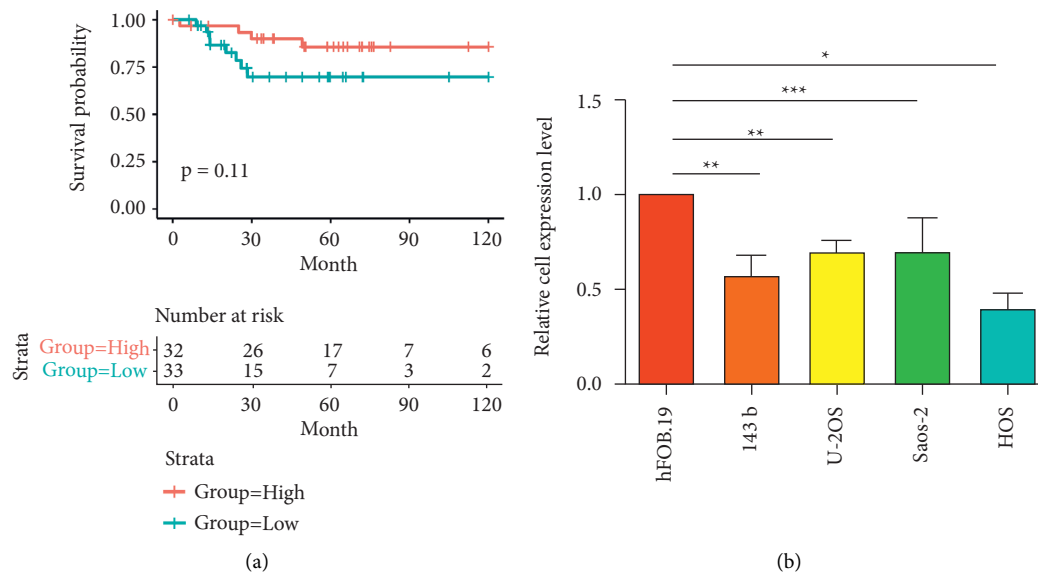 Survival probability
1.00
0.75
0.50
0.25
0.00
p = 0.11
0 30 60 90 120
Month
Number at risk
Strata
Group=High 32 26 17 7 6
Group=Low 33 15 7 3 2
0 30 60 90 120
Month
Strata
Group=High
Group=Low
(a)
Relative cell expression level
1.5
1.0
0.5
0.0
*
***
**
**
hFOB.19
143 b
U-2OS
Saos-2
HOS
(b)